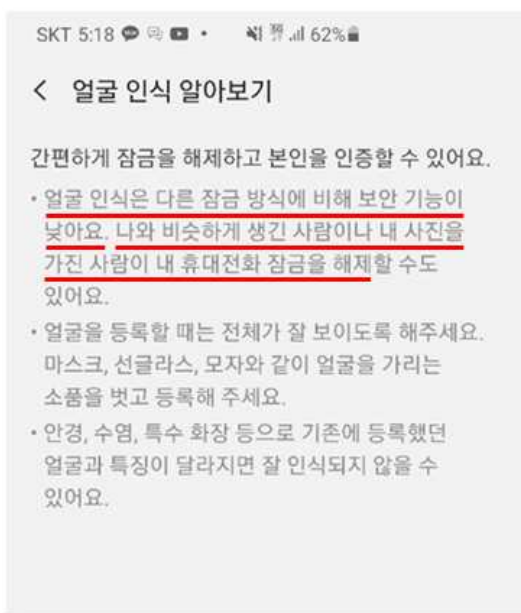 SKT 5:18 62%
얼굴 인식 알아보기
간편하게 잠금을 해제하고 본인을 인증할 수 있어요.
• 얼굴 인식은 다른 잠금 방식에 비해 보안 기능이
낮아요. 나와 비슷하게 생긴 사람이나 내 사진을
가진 사람이 내 휴대전화 잠금을 해제할 수도
있어요.
• 얼굴을 등록할 때는 전체가 잘 보이도록 해주세요.
마스크, 선글라스, 모자와 같이 얼굴을 가리는
소품을 벗고 등록해 주세요.
• 안경, 수염, 특수 화장 등으로 기존에 등록했던
얼굴과 특징이 달라지면 잘 인식되지 않을 수
있어요.